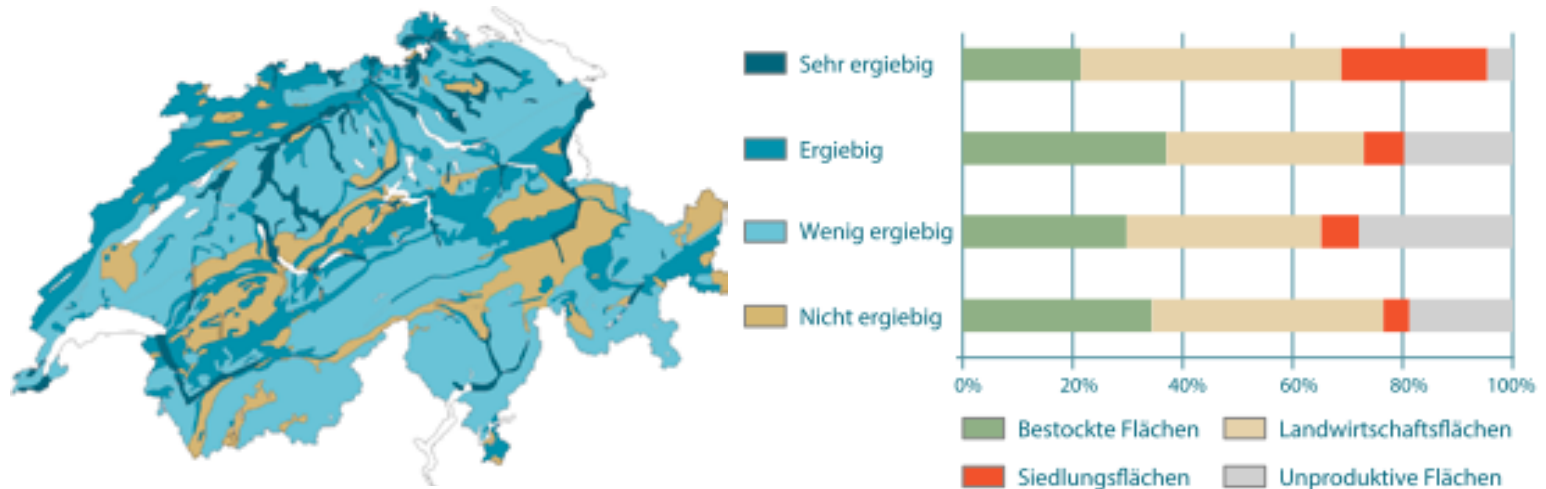 Sehr ergiebig
Ergiebig
Wenig ergiebig
Nicht ergiebig
0% 20% 40% 60% 80% 100%
Bestockte Flächen Landwirtschaftsflächen
Siedlungsflächen Unproduktive Flächen